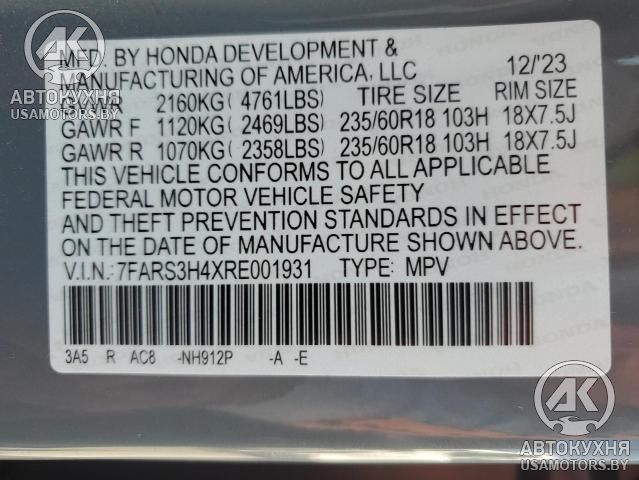 MFD. BY HONDA DEVELOPMENT &
MANUFACTURING OF AMERICA, LLC 12/'23
GVWR 2160KG( 4761LBS) TIRE SIZE RIM SIZE
GAWR F 1120KG( 2469LBS) 235/60R18 103H 18X7.5J
GAWR R 1070KG( 2358LBS) 235/60R18 103H 18X7.5J
THIS VEHICLE CONFORMS TO ALL APPLICABLE
FEDERAL MOTOR VEHICLE SAFETY
AND THEFT PREVENTION STANDARDS IN EFFECT
ON THE DATE OF MANUFACTURE SHOWN ABOVE.
V.I.N.:7FARS3H4XRE001931 TYPE: MPV
3A5 R AC8 -NH912P -A -E
АК
АВТОКУХНЯ
USAMOTORS.BY
АК
АВТОКУХНЯ
USAMOTORS.BY